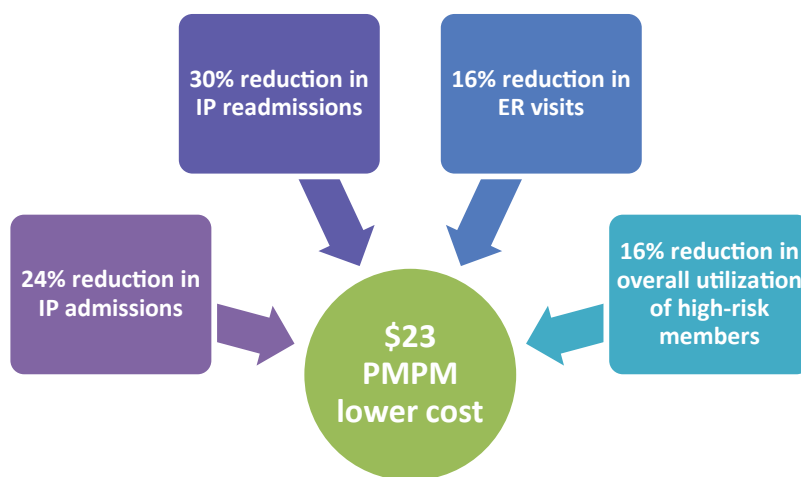 30% reduction in
IP readmissions
16% reduction in
ER visits
24% reduction in
IP admissions
16% reduction in
overall utilization
of high-risk
members
$23
PMPM
lower cost